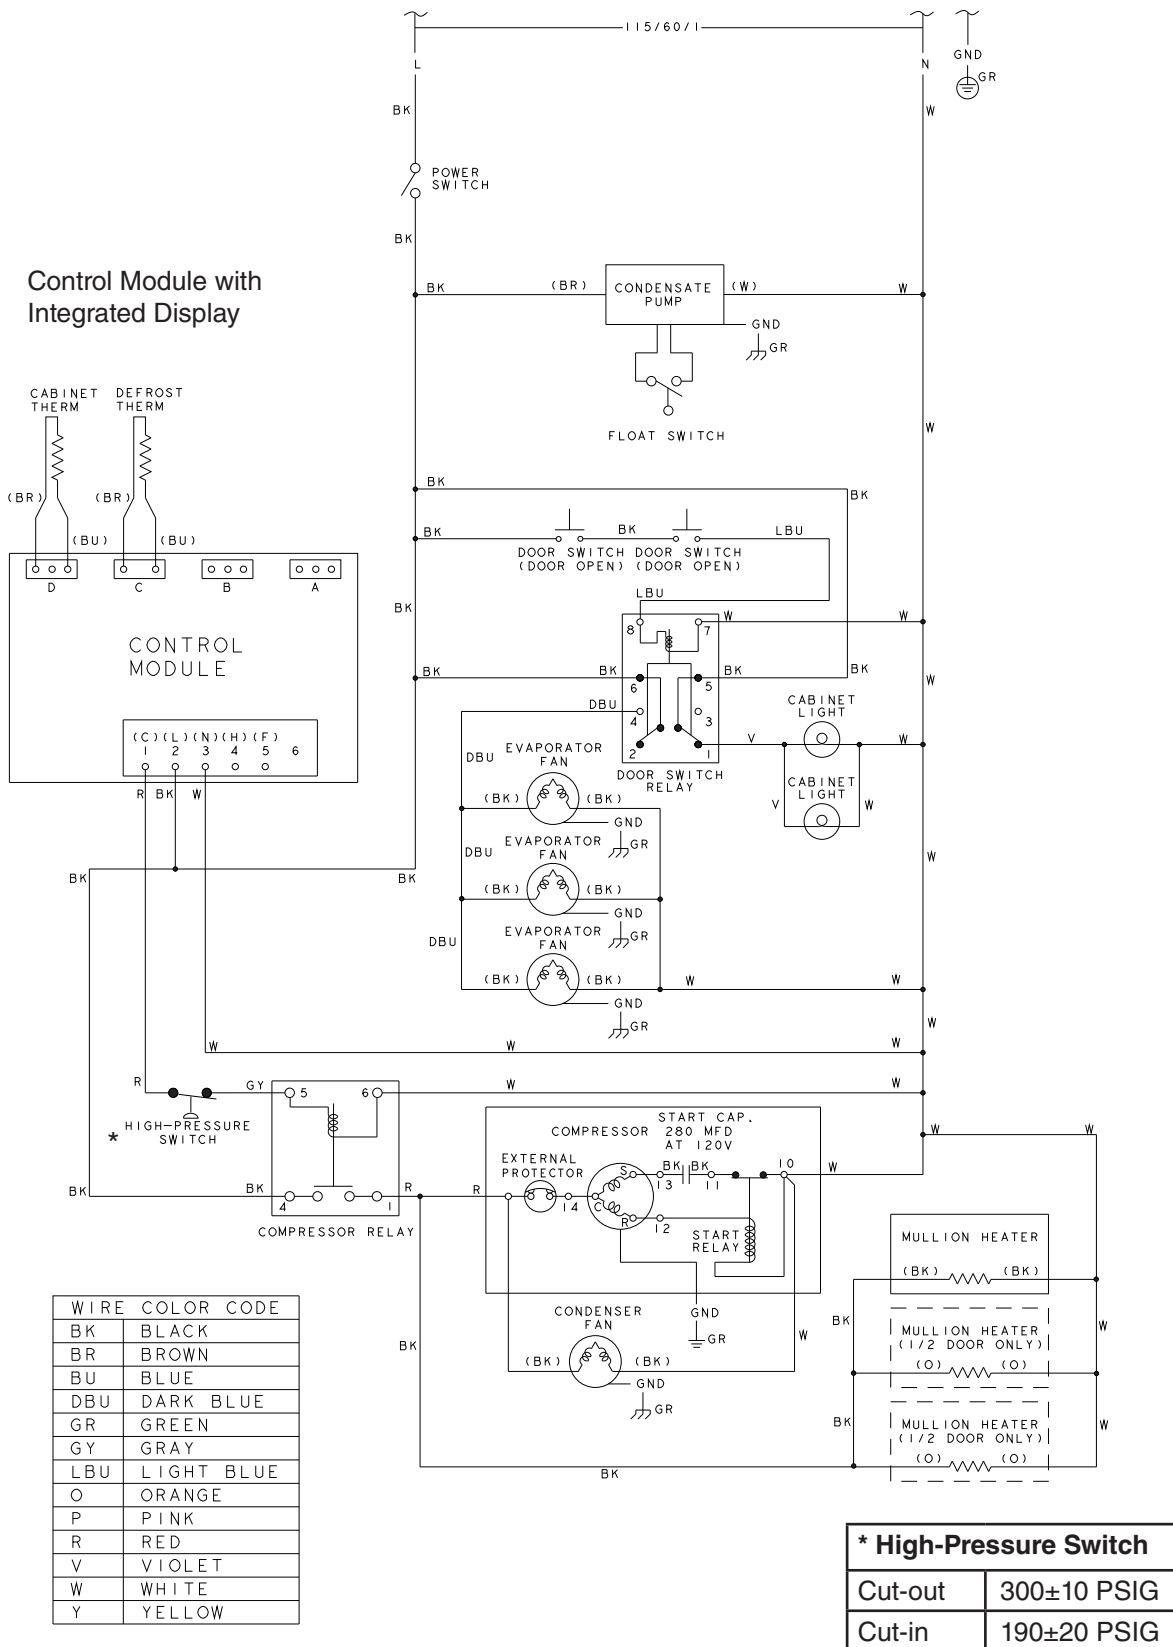 115/60/1
L
N
GND
GR
BK
W
POWER
SWITCH
BK
Control Module with
Integrated Display
BK
(BR)
CONDENSATE
PUMP
(W)
W
GND
GR
FLOAT SWITCH
W
CABINET
THERM
DEFROST
THERM
(BR)
(BU)
(BR)
(BU)
D
C
B
A
CONTROL
MODULE
(C)(L)(N)(H)(F)
1 2 3 4 5 6
R BK W
BK
BK
BK
BK
DOOR SWITCH
(DOOR OPEN)
DOOR SWITCH
(DOOR OPEN)
LBU
LBU
BK
8
7
W
W
BK
BK
6
5
BK
BK
W
DBU
4
3
2
1
DOOR SWITCH
RELAY
V
CABINET
LIGHT
W
CABINET
LIGHT
V
W
DBU
EVAPORATOR
FAN
(BK)
(BK)
GND
GR
DBU
EVAPORATOR
FAN
(BK)
(BK)
GND
GR
W
BK
BK
DBU
EVAPORATOR
FAN
(BK)
(BK)
W
W
GND
GR
W
W
W
W
R
GY
5
6
W
W
* HIGH-PRESSURE
SWITCH
BK
BK
4
1
R
COMPRESSOR RELAY
R
COMPRESSOR
START CAP.
280 MFD
AT 120V
EXTERNAL
PROTECTOR
14
C
S
R
BK
BK
13
11
10
12
START
RELAY
W
W
W
GND
GR
CONDENSER
FAN
(BK)
(BK)
W
GND
GR
BK
BK
MULLION HEATER
(BK)
(BK)
BK
MULLION HEATER
(1/2 DOOR ONLY)
(O)
(O)
W
BK
MULLION HEATER
(1/2 DOOR ONLY)
(O)
(O)
W
WIRE COLOR CODE
BK BLACK
BR BROWN
BU BLUE
DBU DARK BLUE
GR GREEN
GY GRAY
LBU LIGHT BLUE
O ORANGE
P PINK
R RED
V VIOLET
W WHITE
Y YELLOW
* High-Pressure Switch
Cut-out 300±10 PSIG
Cut-in 190±20 PSIG